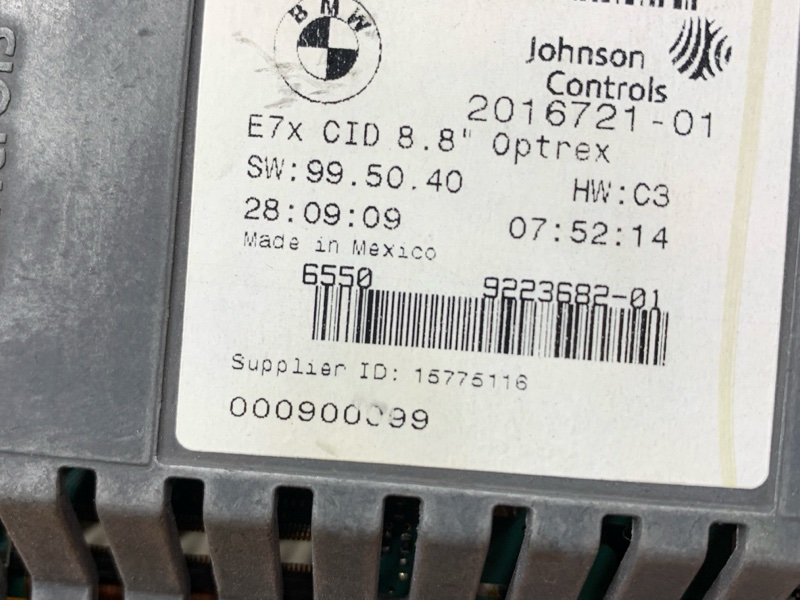 BMW
Johnson
Controls
2016721-01
E7x CID 8.8" Optrex
SW:99.50.40 HW:C3
28:09:09 07:52:14
Made in Mexico
6550 9223682-01
Supplier ID: 15775116